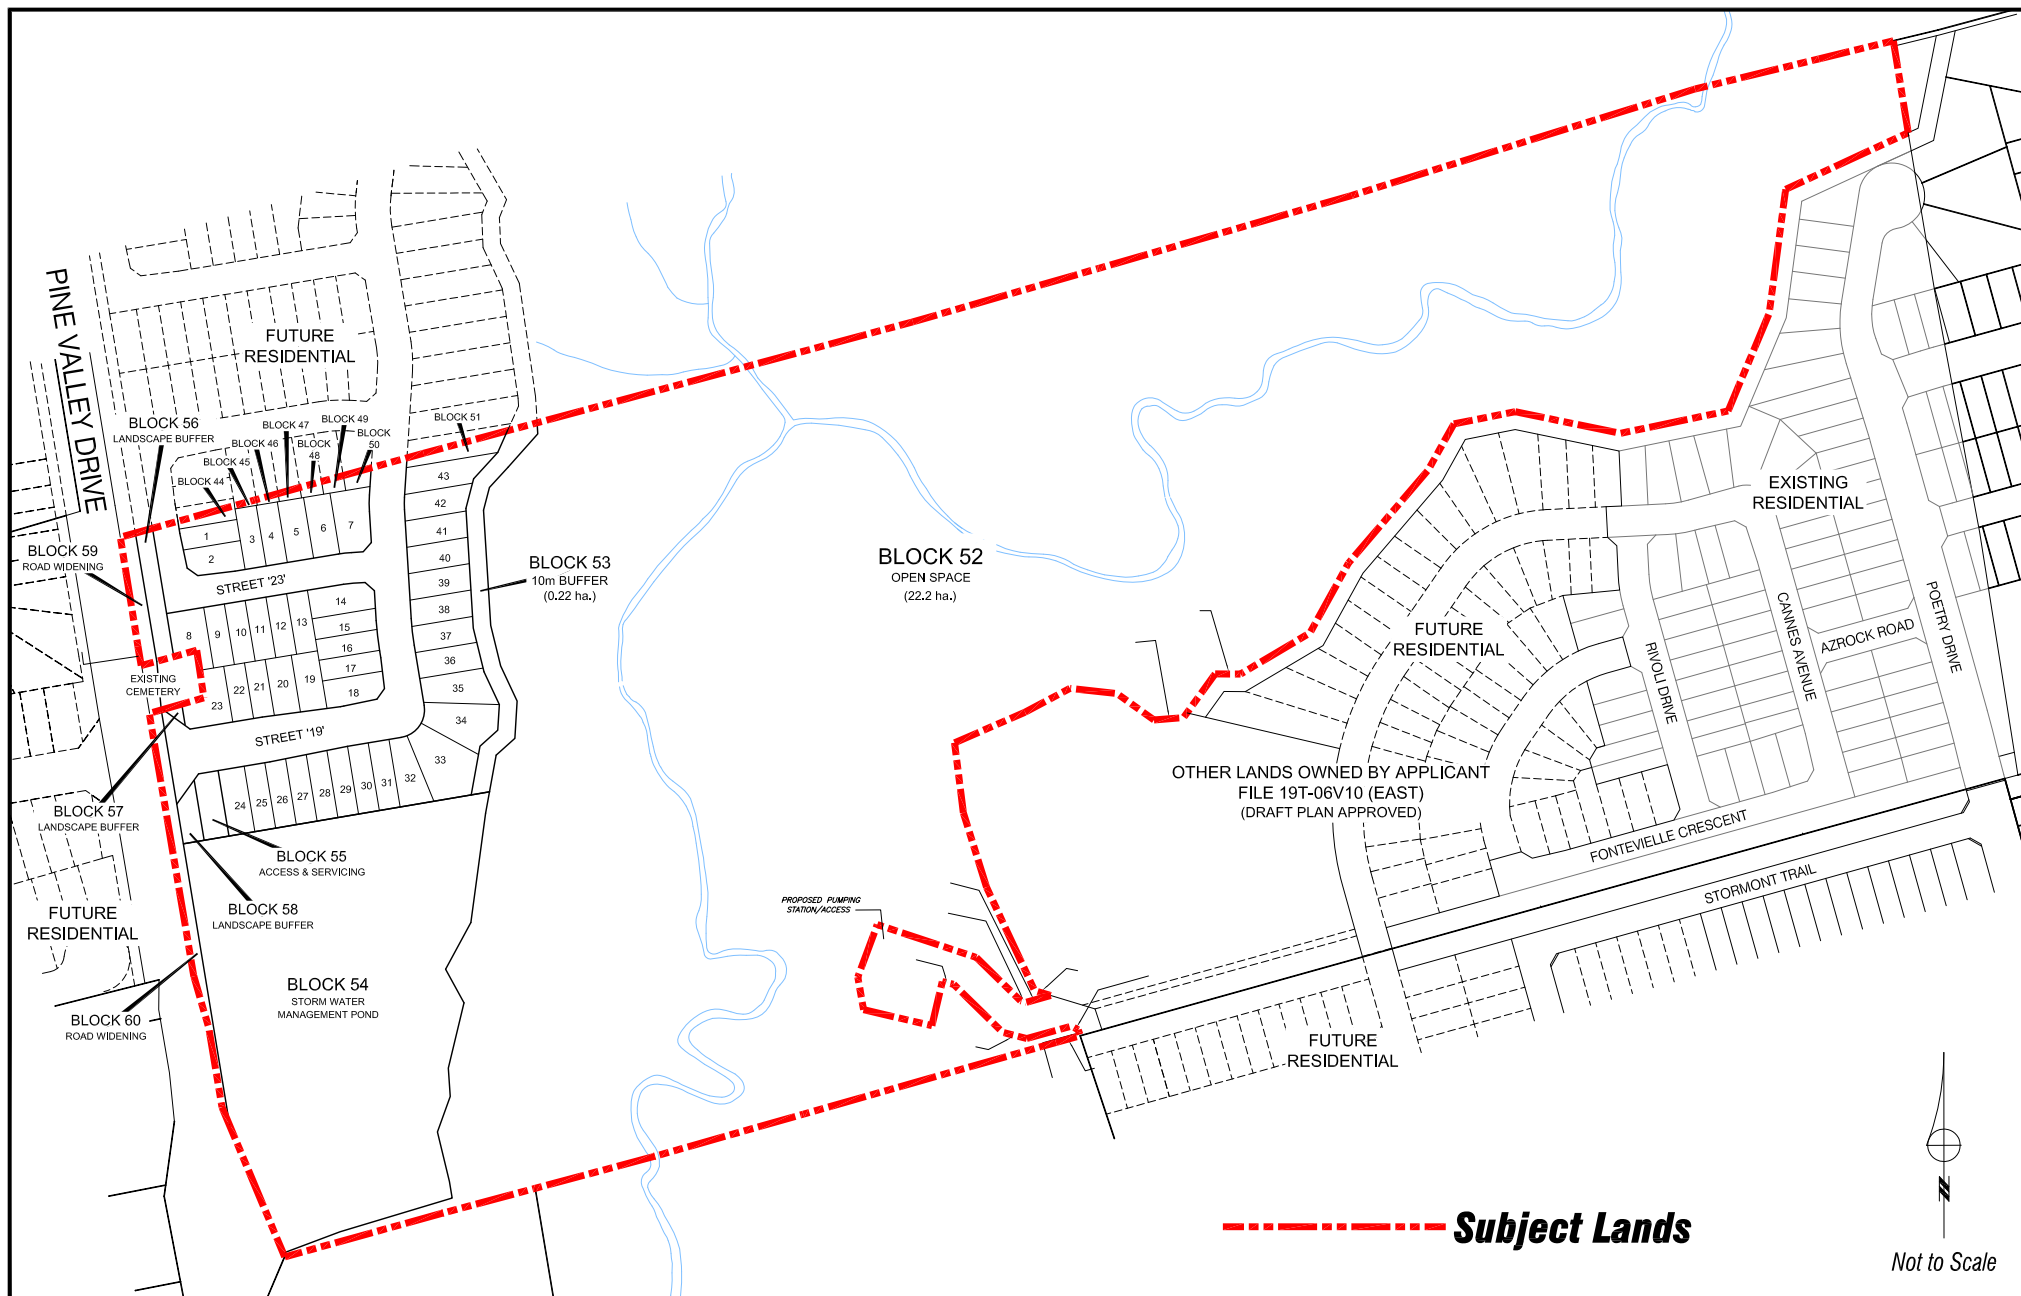 PINE VALLEY DRIVE
FUTURE
RESIDENTIAL
BLOCK 56
LANDSCAPE BUFFER
BLOCK 44
BLOCK 45
BLOCK 46
BLOCK 47
BLOCK
48
BLOCK 49
BLOCK
50
BLOCK 51
BLOCK 59
ROAD WIDENING
1
2
3
4
5
6
7
STREET '23'
8
9
10
11
12
13
14
15
16
17
18
19
20
21
22
23
EXISTING
CEMETERY
STREET '19'
24
25
26
27
28
29
30
31
32
33
34
35
36
37
38
39
40
41
42
43
BLOCK 53
10m BUFFER
(0.22 ha.)
BLOCK 52
OPEN SPACE
(22.2 ha.)
BLOCK 57
LANDSCAPE BUFFER
BLOCK 55
ACCESS & SERVICING
BLOCK 58
LANDSCAPE BUFFER
FUTURE
RESIDENTIAL
BLOCK 60
ROAD WIDENING
BLOCK 54
STORM WATER
MANAGEMENT POND
PROPOSED PUMPING
STATION/ACCESS
OTHER LANDS OWNED BY APPLICANT
FILE 19T-06V10 (EAST)
(DRAFT PLAN APPROVED)
FUTURE
RESIDENTIAL
EXISTING
RESIDENTIAL
RIVOLI DRIVE
CANNES AVENUE
AZROCK ROAD
POETRY DRIVE
FONTEVIELLE CRESCENT
STORMONT TRAIL
FUTURE
RESIDENTIAL
Subject Lands
N
Not to Scale